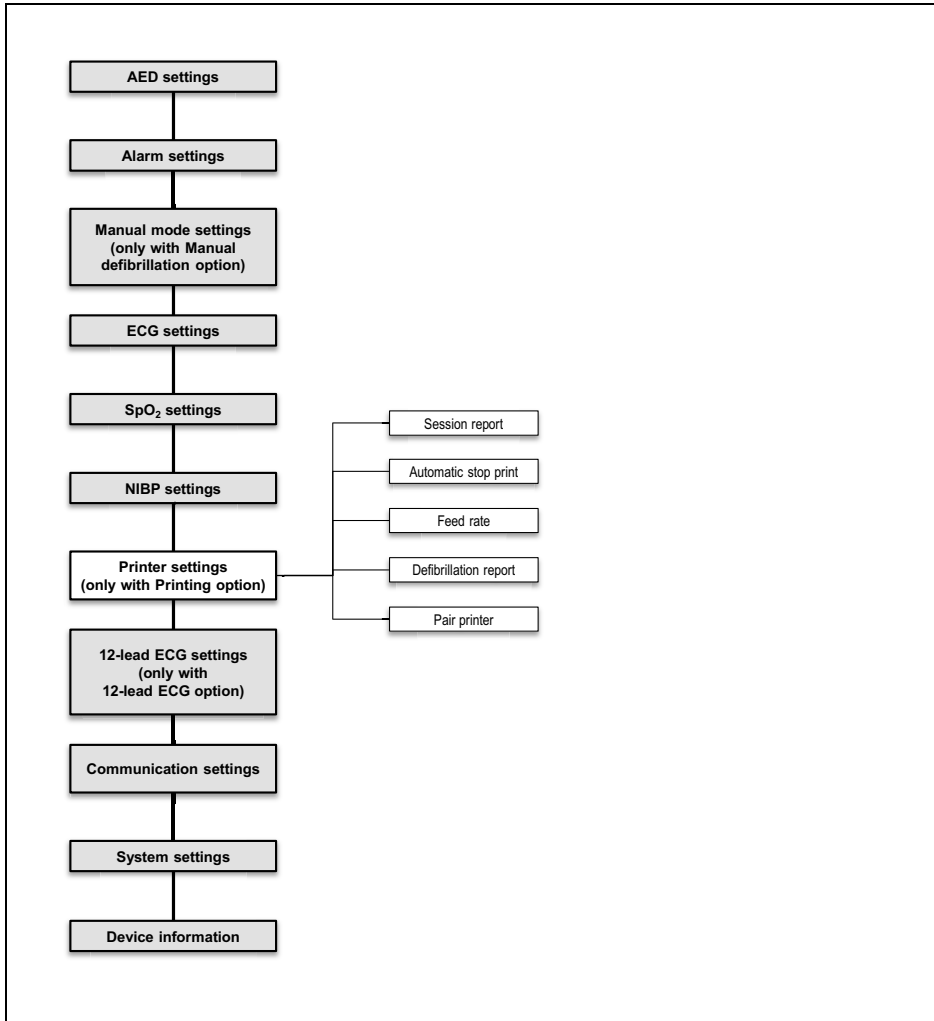 AED settings
Alarm settings
Manual mode settings
(only with Manual
defibrillation option)
ECG settings
SpO₂ settings
NIBP settings
Printer settings
(only with Printing option)
Session report
Automatic stop print
Feed rate
Defibrillation report
Pair printer
12-lead ECG settings
(only with
12-lead ECG option)
Communication settings
System settings
Device information